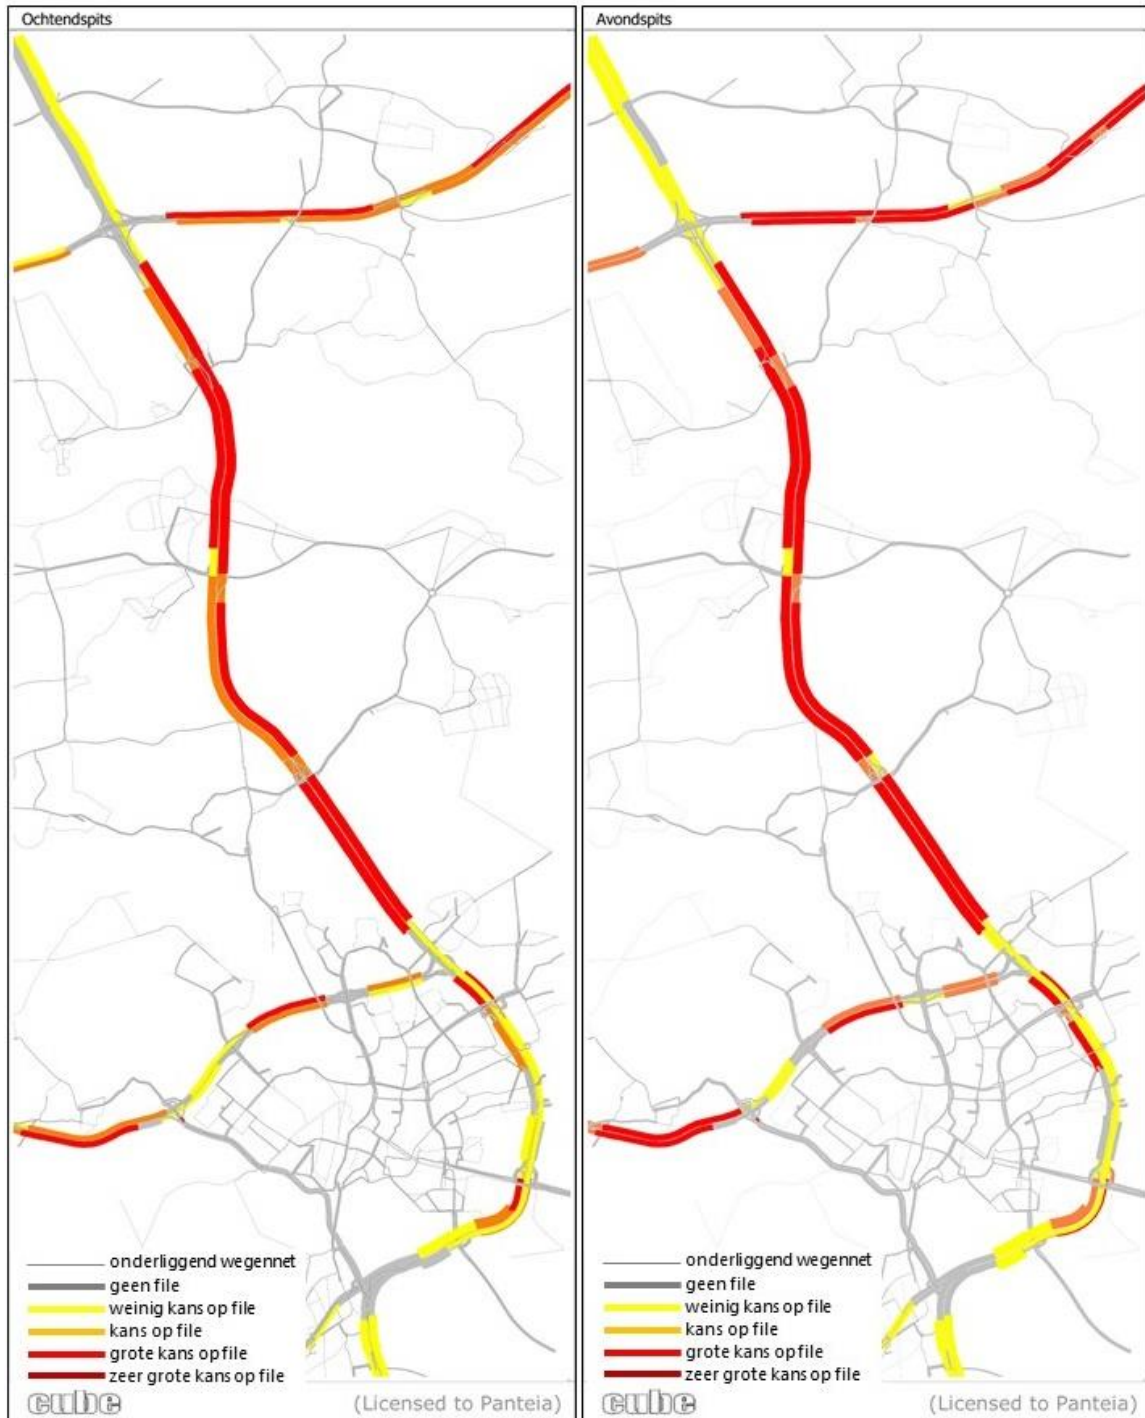 Ochtendspits
onderliggend wegennet
geen file
weinig kans op file
kans op file
grote kans op file
zeer grote kans op file
cube
(Licensed to Panteia)
Avondspits
onderliggend wegennet
geen file
weinig kans op file
kans op file
grote kans op file
zeer grote kans op file
cube
(Licensed to Panteia)